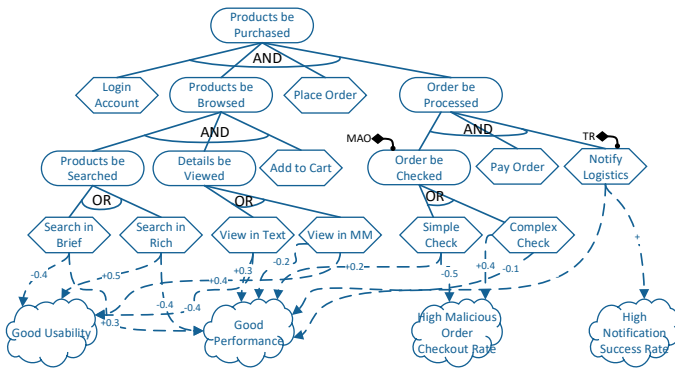 Products be
Purchased
AND
Login
Account
Products be
Browsed
Place Order
Order be
Processed
AND
MAO
AND
TR
Products be
Searched
Details be
Viewed
Add to Cart
Order be
Checked
Pay Order
Notify
Logistics
OR
OR
OR
Search in
Brief
Search in
Rich
View in Text
View in MM
Simple
Check
Complex
Check
+
-0.4
+0.5
+0.4
+0.3
-0.2
+0.2
-0.5
+0.4
-0.1
-0.4
-0.4
+0.3
Good Usability
Good
Performance
High Malicious
Order
Checkout Rate
High
Notification
Success Rate